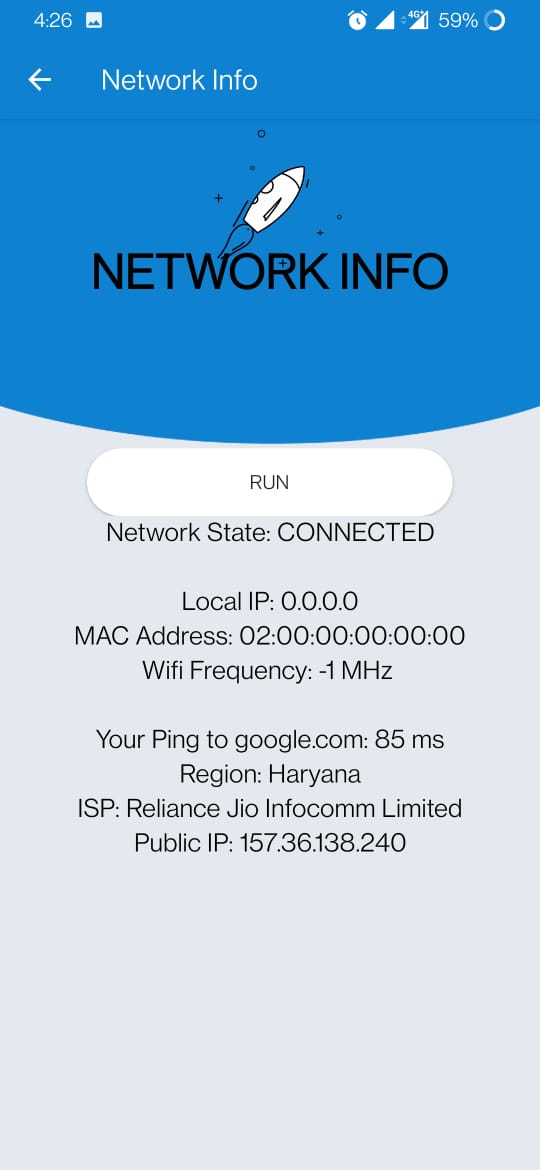 4:26 4G+ 59%
Network Info
NETWORK INFO
RUN
Network State: CONNECTED
Local IP: 0.0.0.0
MAC Address: 02:00:00:00:00:00
Wifi Frequency: -1 MHz
Your Ping to google.com: 85 ms
Region: Haryana
ISP: Reliance Jio Infocomm Limited
Public IP: 157.36.138.240